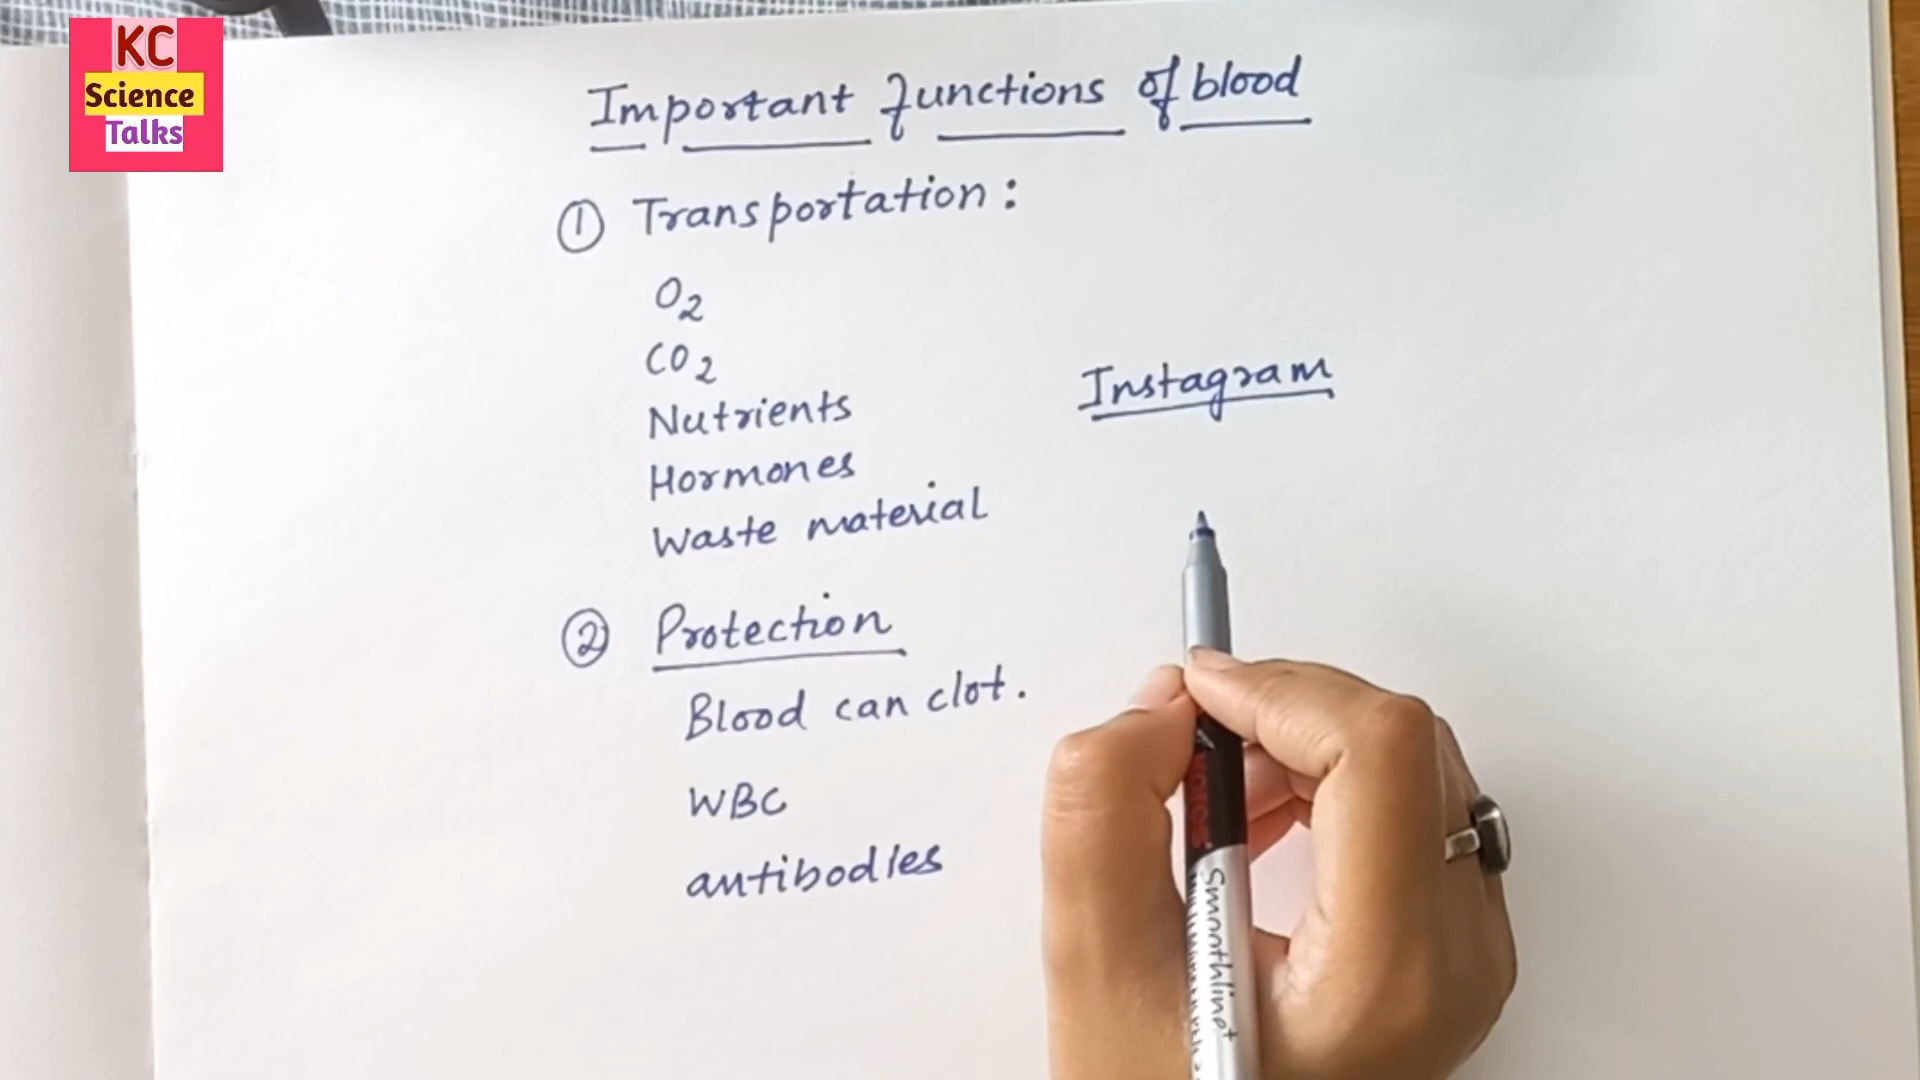 KC
Science
Talks
Important functions of blood
① Transportation:
O₂
CO₂
Nutrients
Hormones
Waste material
Instagram
② Protection
Blood can clot.
WBC
antibodies
Smoothline+